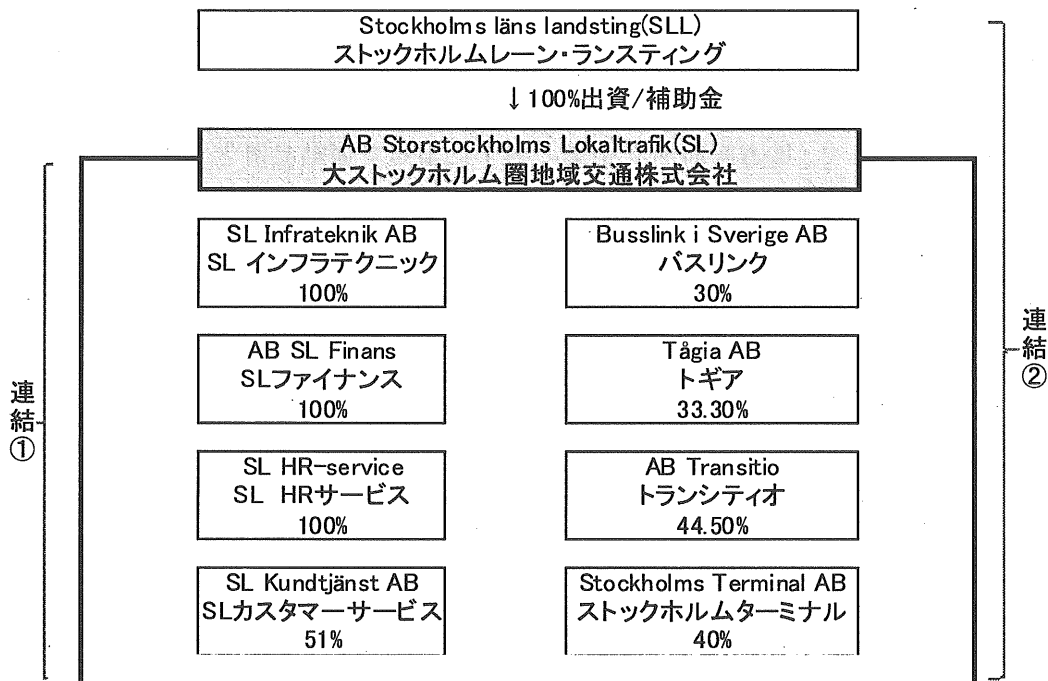 Stockholms läns landsting(SLL)
ストックホルムレーン・ランスティング
↓100%出資/補助金
AB Storstockholms Lokaltrafik(SL)
大ストックホルム圏地域交通株式会社
SL Infrateknik AB
SL インフラテクニック
100%
Busslink i Sverige AB
バスリンク
30%
AB SL Finans
SLファイナンス
100%
Tågia AB
トギア
33.30%
SL HR-service
SL HRサービス
100%
AB Transitio
トランシティオ
44.50%
SL Kundtjänst AB
SLカスタマーサービス
51%
Stockholms Terminal AB
ストックホルムターミナル
40%
連結①
連結②